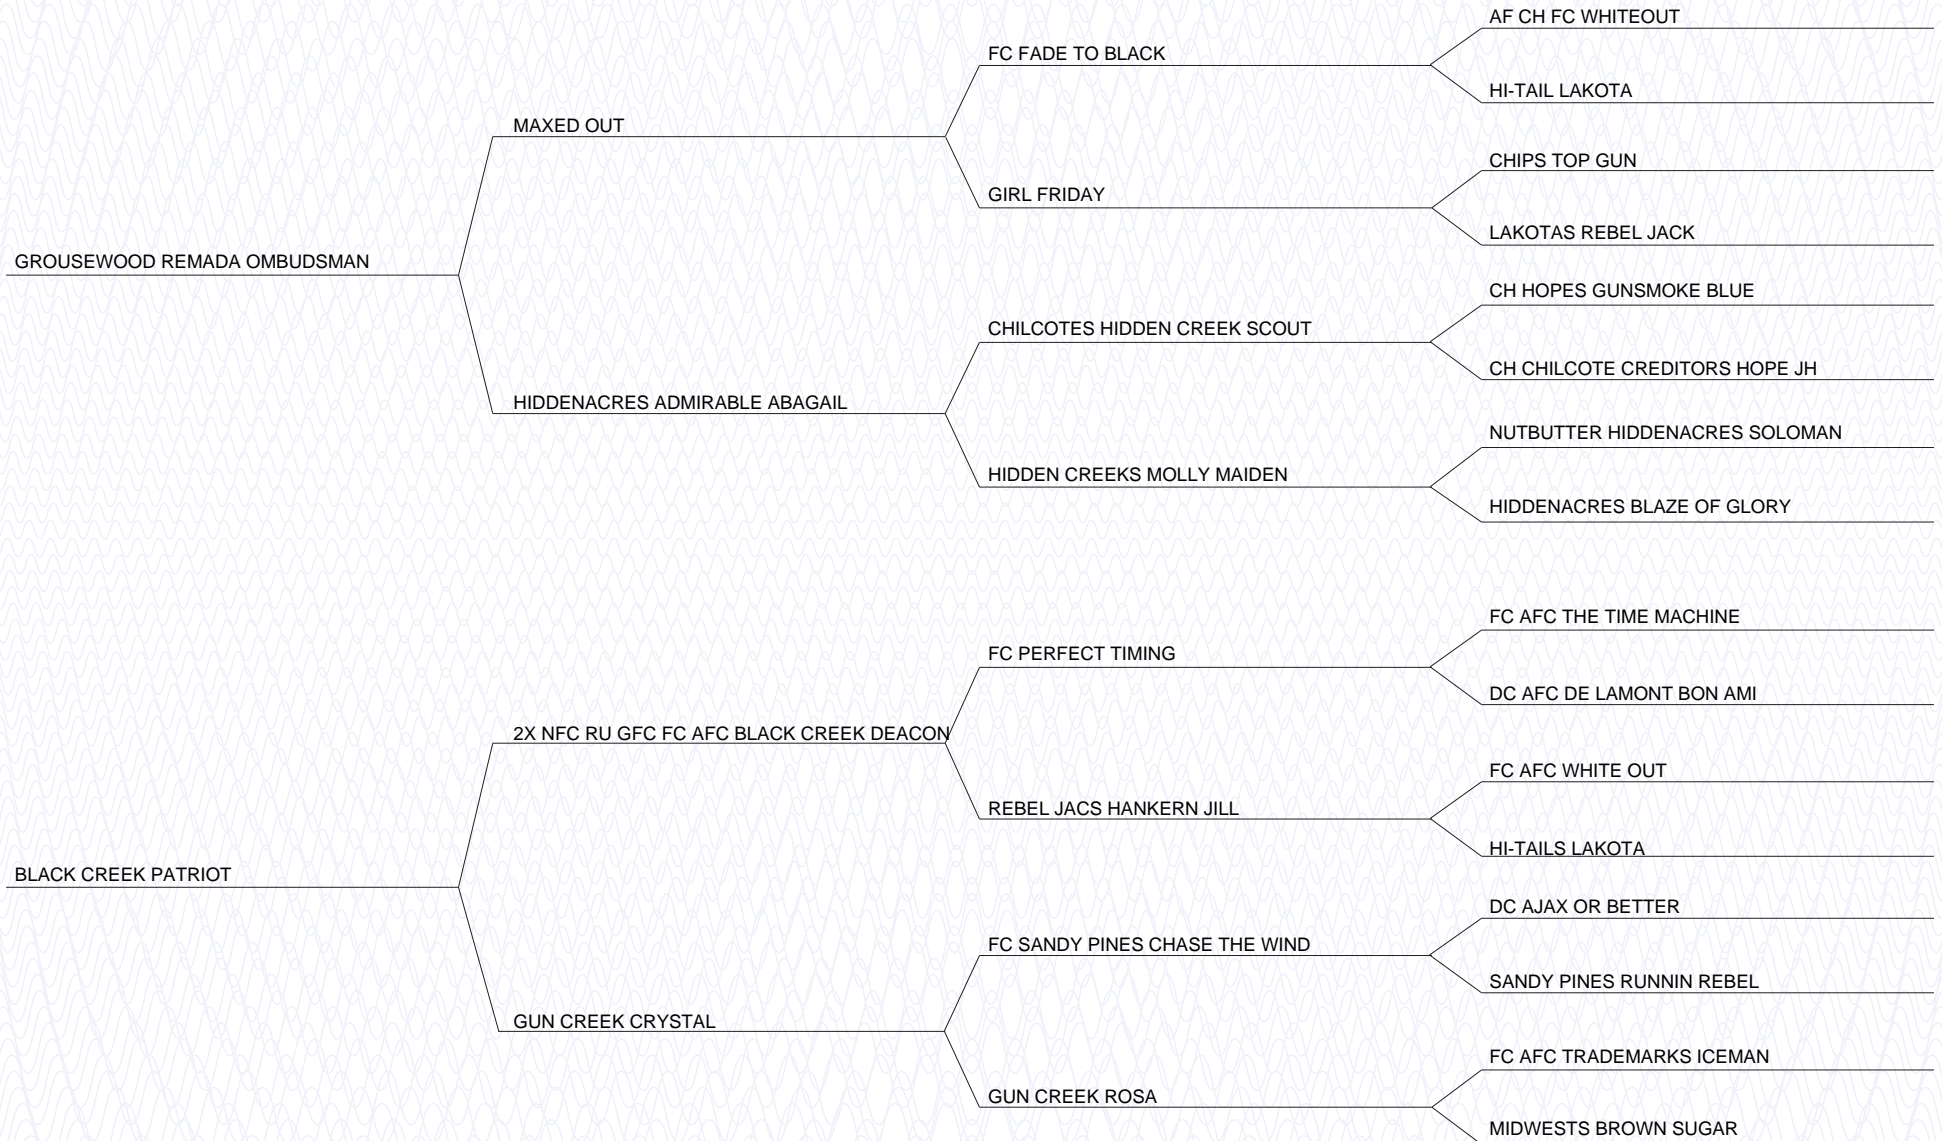 AF CH FC WHITEOUT
FC FADE TO BLACK
HI-TAIL LAKOTA
MAXED OUT
CHIPS TOP GUN
GIRL FRIDAY
LAKOTAS REBEL JACK
GROUSEWOOD REMADA OMBUDSMAN
CH HOPES GUNSMOKE BLUE
CHILCOTES HIDDEN CREEK SCOUT
CH CHILCOTE CREDITORS HOPE JH
HIDDENACRES ADMIRABLE ABAGAIL
NUTBUTTER HIDDENACRES SOLOMAN
HIDDEN CREEKS MOLLY MAIDEN
HIDDENACRES BLAZE OF GLORY
FC AFC THE TIME MACHINE
FC PERFECT TIMING
DC AFC DE LAMONT BON AMI
2X NFC RU GFC FC AFC BLACK CREEK DEACON
FC AFC WHITE OUT
REBEL JACS HANKERN JILL
HI-TAILS LAKOTA
BLACK CREEK PATRIOT
DC AJAX OR BETTER
FC SANDY PINES CHASE THE WIND
SANDY PINES RUNNIN REBEL
GUN CREEK CRYSTAL
FC AFC TRADEMARKS ICEMAN
GUN CREEK ROSA
MIDWESTS BROWN SUGAR